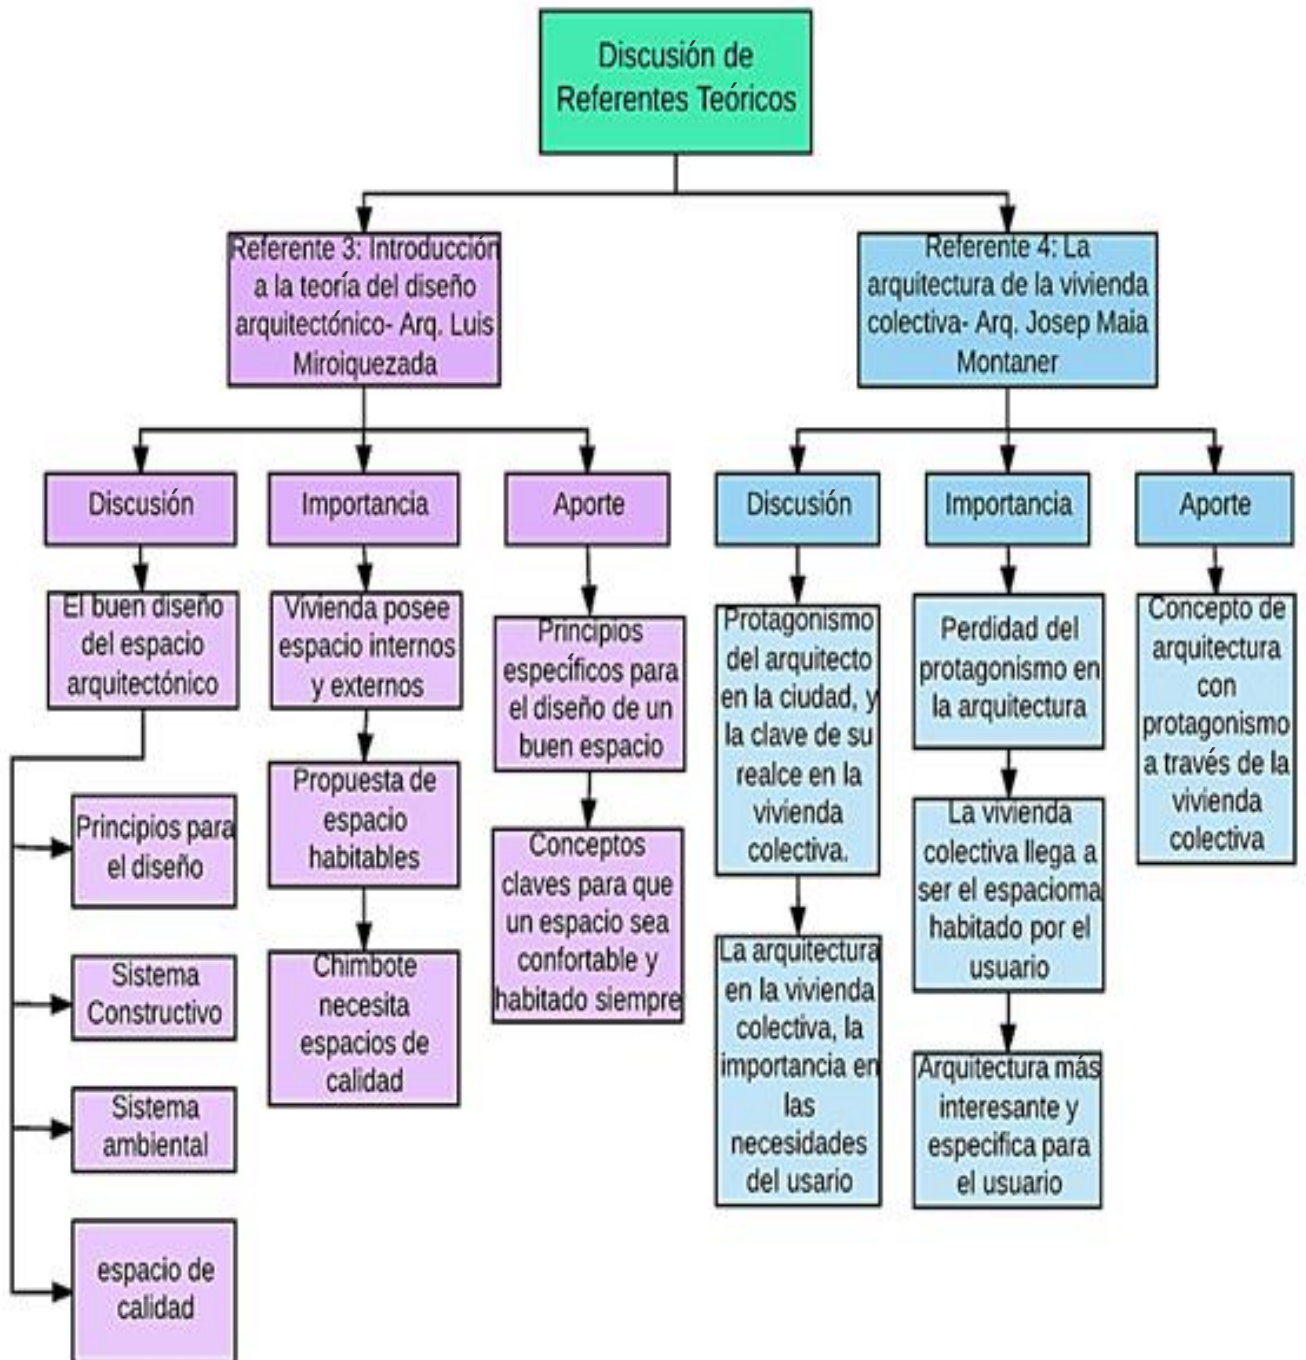 Discusión de
Referentes Teóricos
Referente 3: Introducción
a la teoría del diseño
arquitectónico- Arq. Luis
Miroiquezada
Discusión
El buen diseño
del espacio
arquitectónico
Principios para
el diseño
Sistema
Constructivo
Sistema
ambiental
espacio de
calidad
Importancia
Vivienda posee
espacio internos
y externos
Propuesta de
espacio
habitables
Chimbote
necesita
espacios de
calidad
Aporte
Principios
específicos para
el diseño de un
buen espacio
Conceptos
claves para que
un espacio sea
confortable y
habitado siempre
Referente 4: La
arquitectura de la vivienda
colectiva- Arq. Josep Maia
Montaner
Discusión
Protagonismo
del arquitecto
en la ciudad, y
la clave de su
realce en la
vivienda
colectiva.
La arquitectura
en la vivienda
colectiva, la
importancia en
las
necesidades
del usario
Importancia
Perdidad del
protagonismo en
la arquitectura
La vivienda
colectiva llega a
ser el espacioma
habitado por el
usuario
Arquitectura más
interesante y
especifica para
el usuario
Aporte
Concepto de
arquitectura
con
protagonismo
a través de la
vivienda
colectiva